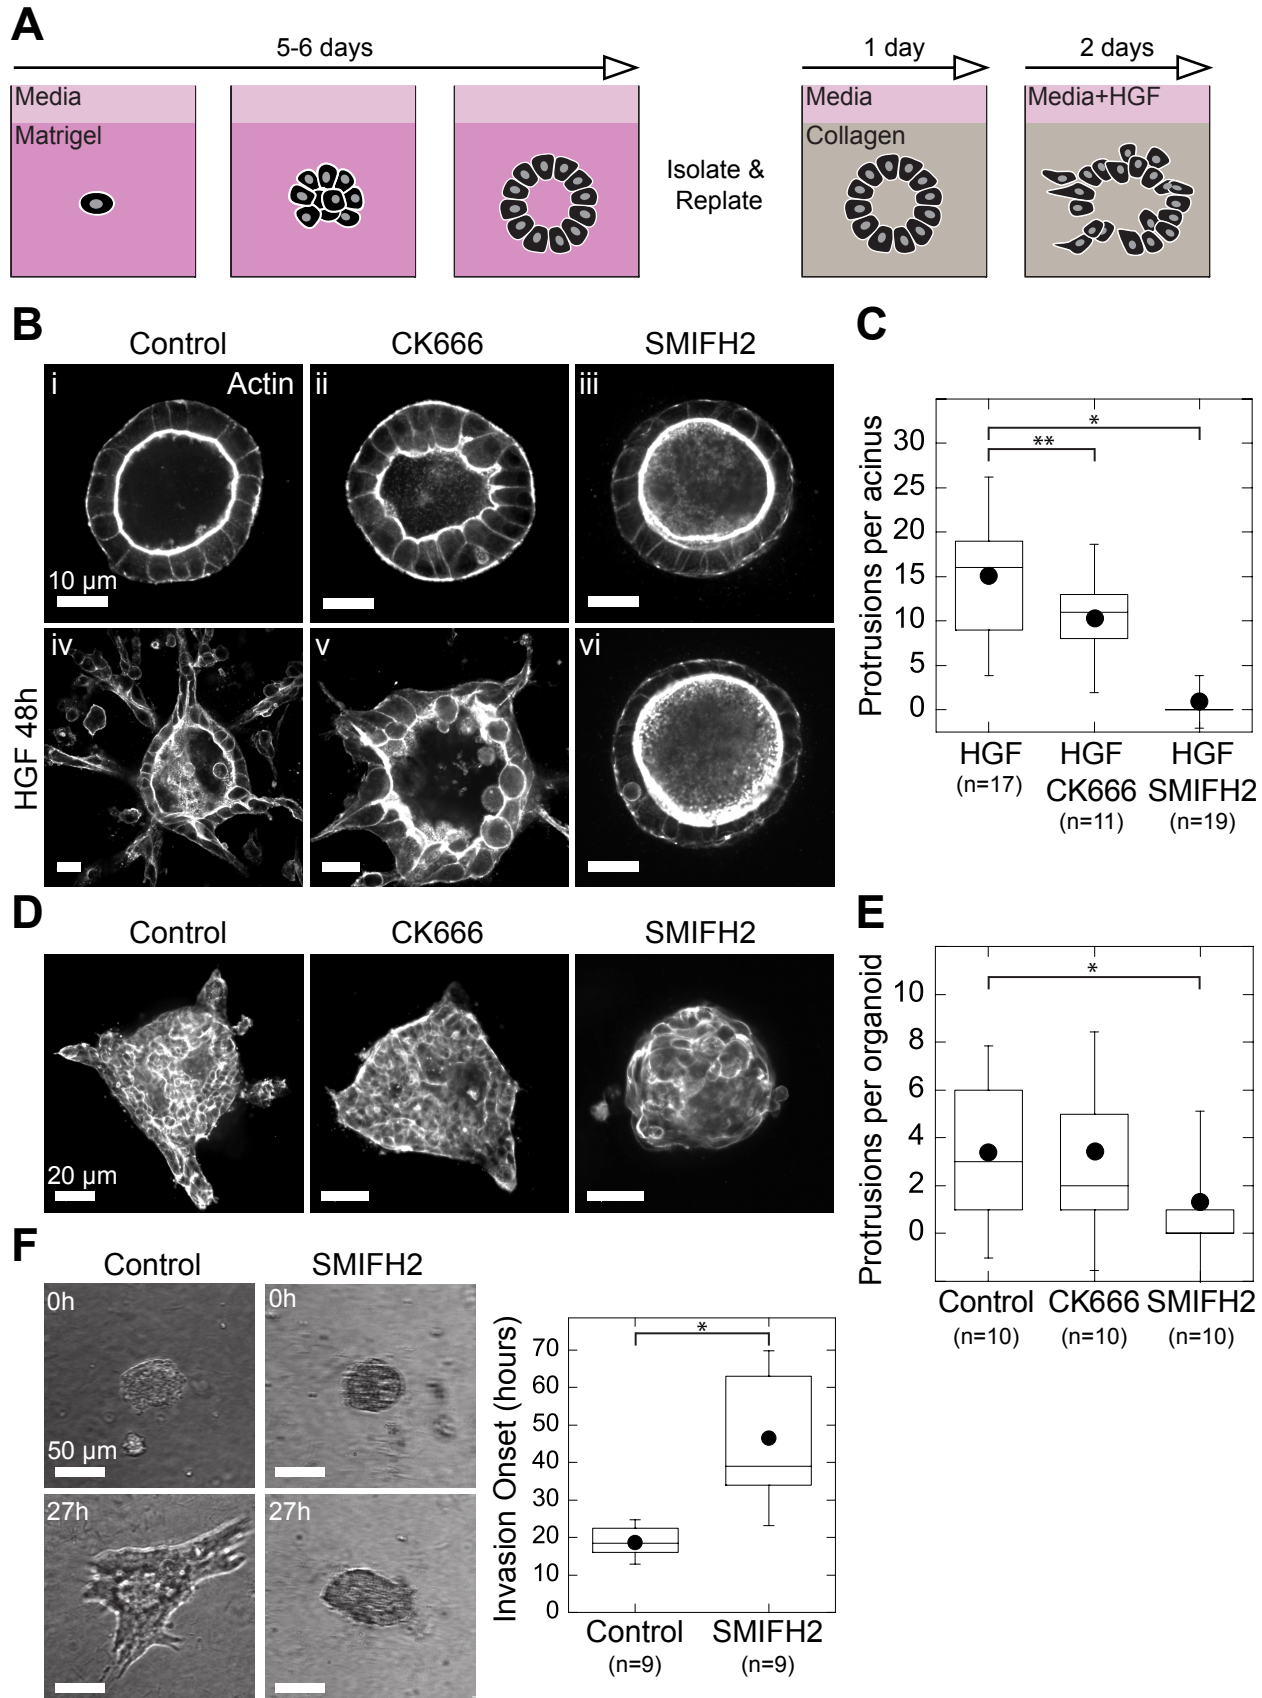 A
5-6 days
1 day
2 days
Media
Matrigel
Isolate &
Replate
Media
Collagen
Media+HGF
B
Control
CK666
SMIFH2
i
Actin
ii
iii
10 µm
HGF 48h
iv
v
vi
C
Protrusions per acinus
30
25
20
15
10
5
0
*
**
HGF
(n=17)
HGF
CK666
(n=11)
HGF
SMIFH2
(n=19)
D
Control
CK666
SMIFH2
20 µm
E
Protrusions per organoid
10
8
6
4
2
0
*
Control
(n=10)
CK666
(n=10)
SMIFH2
(n=10)
F
Control
SMIFH2
0h
0h
50 µm
27h
27h
Invasion Onset (hours)
70
60
50
40
30
20
10
0
*
Control
(n=9)
SMIFH2
(n=9)